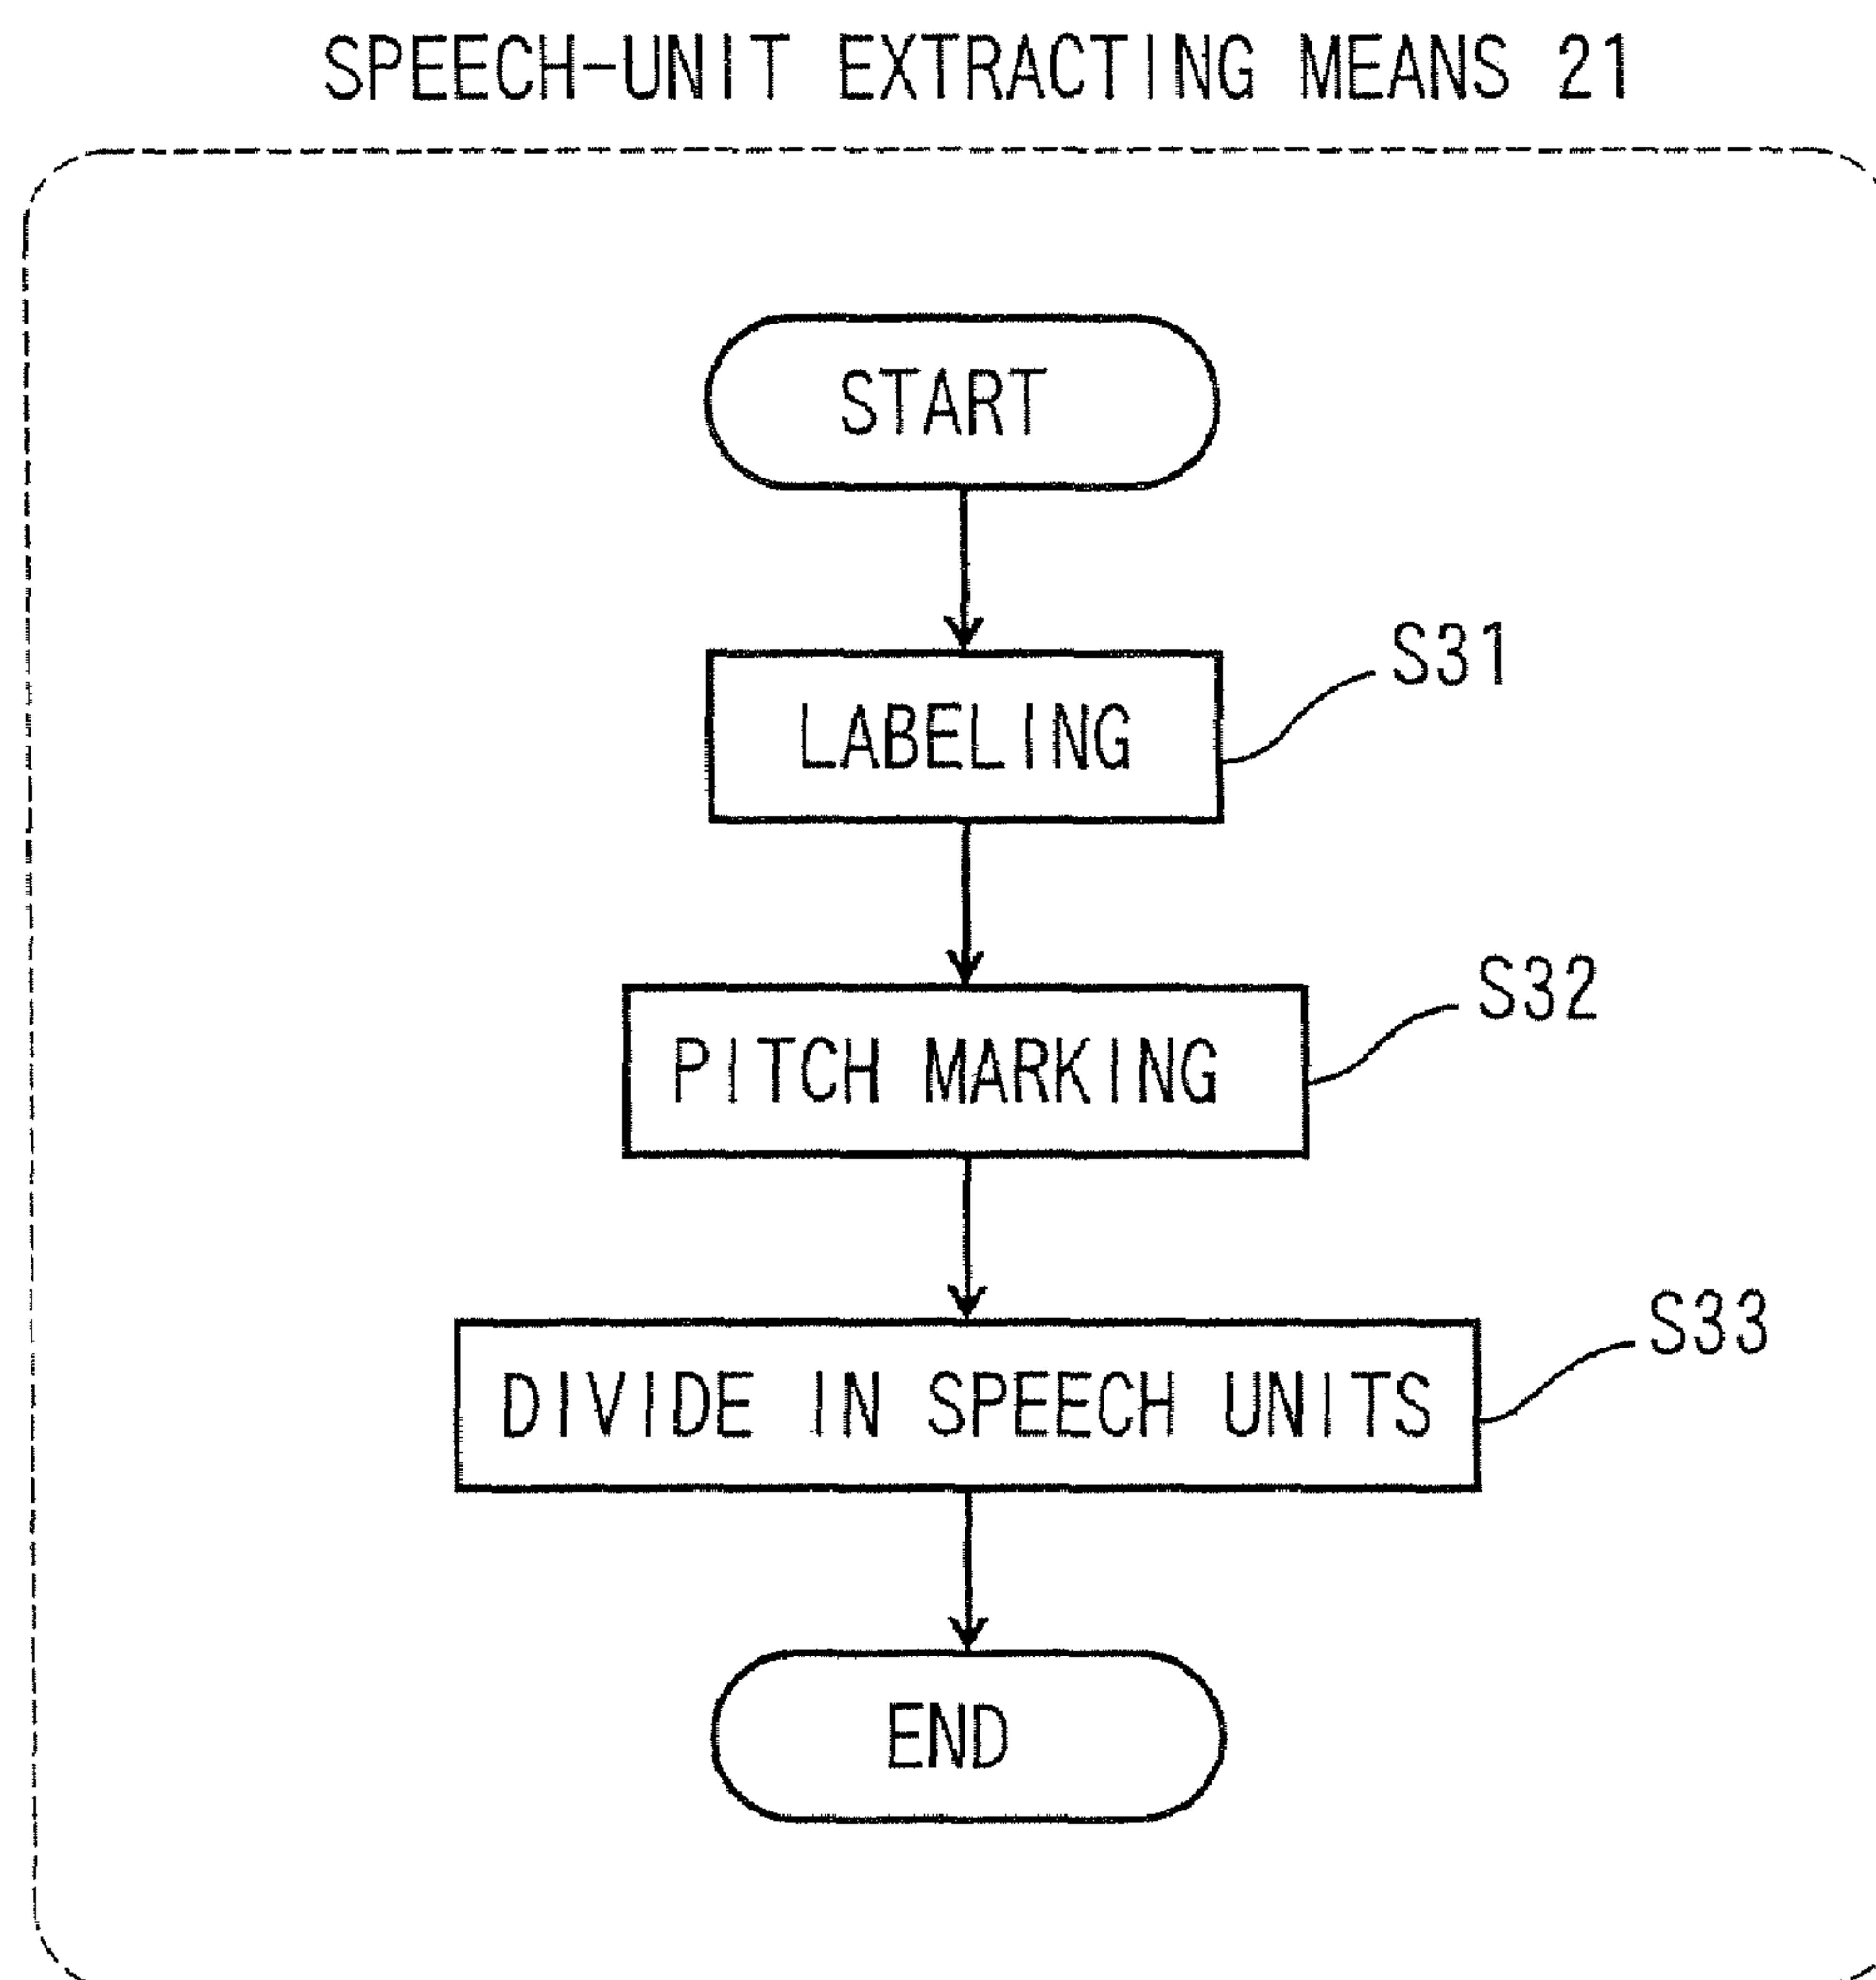 SPEECH-UNIT EXTRACTING MEANS 21
START
S31
LABELING
S32
PITCH MARKING
S33
DIVIDE IN SPEECH UNITS
END